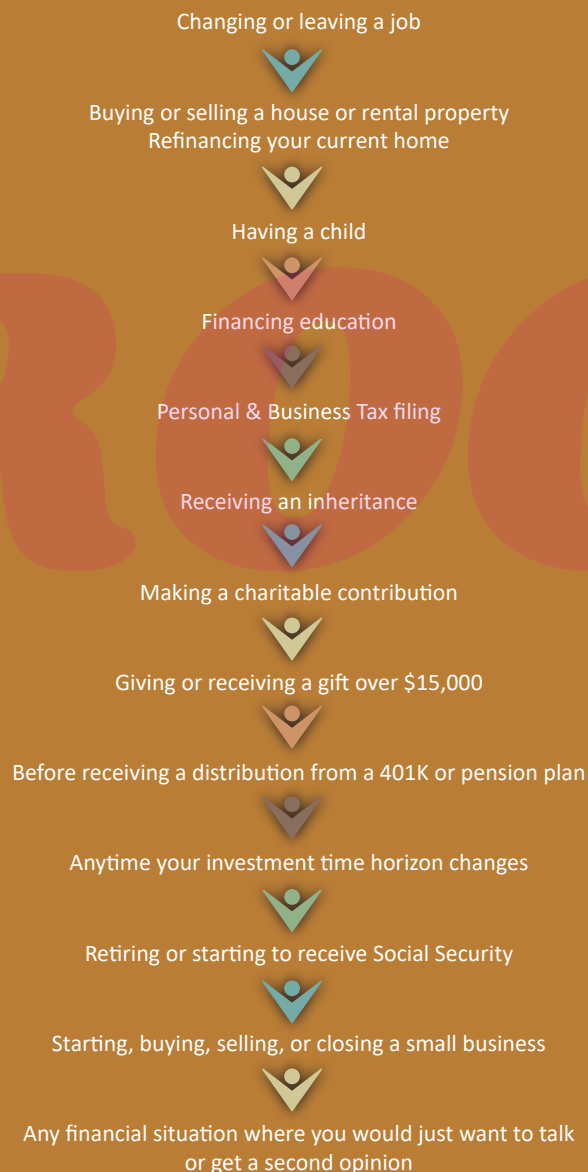 Changing or leaving a job
Buying or selling a house or rental property
Refinancing your current home
Having a child
Financing education
Personal & Business Tax filing
Receiving an inheritance
Making a charitable contribution
Giving or receiving a gift over $15,000
Before receiving a distribution from a 401K or pension plan
Anytime your investment time horizon changes
Retiring or starting to receive Social Security
Starting, buying, selling, or closing a small business
Any financial situation where you would just want to talk
or get a second opinion